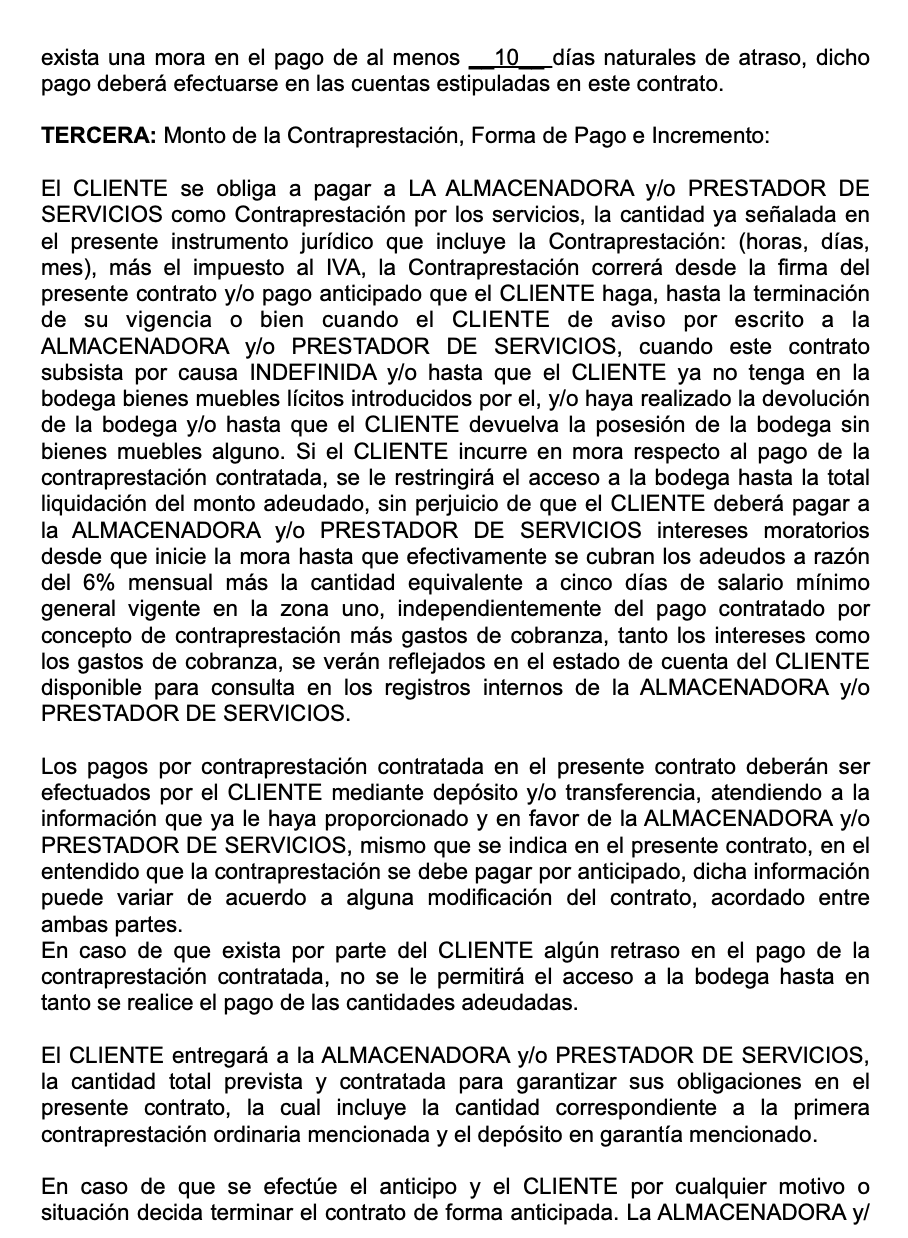 exista una mora en el pago de al menos __10__ días naturales de atraso, dicho
pago deberá efectuarse en las cuentas estipuladas en este contrato.
TERCERA: Monto de la Contraprestación, Forma de Pago e Incremento:
El CLIENTE se obliga a pagar a LA ALMACENADORA y/o PRESTADOR DE
SERVICIOS como Contraprestación por los servicios, la cantidad ya señalada en
el presente instrumento jurídico que incluye la Contraprestación: (horas, días,
mes), más el impuesto al IVA, la Contraprestación correrá desde la firma del
presente contrato y/o pago anticipado que el CLIENTE haga, hasta la terminación
de su vigencia o bien cuando el CLIENTE de aviso por escrito a la
ALMACENADORA y/o PRESTADOR DE SERVICIOS, cuando este contrato
subsista por causa INDEFINIDA y/o hasta que el CLIENTE ya no tenga en la
bodega bienes muebles lícitos introducidos por el, y/o haya realizado la devolución
de la bodega y/o hasta que el CLIENTE devuelva la posesión de la bodega sin
bienes muebles alguno. Si el CLIENTE incurre en mora respecto al pago de la
contraprestación contratada, se le restringirá el acceso a la bodega hasta la total
liquidación del monto adeudado, sin perjuicio de que el CLIENTE deberá pagar a
la ALMACENADORA y/o PRESTADOR DE SERVICIOS intereses moratorios
desde que inicie la mora hasta que efectivamente se cubran los adeudos a razón
del 6% mensual más la cantidad equivalente a cinco días de salario mínimo
general vigente en la zona uno, independientemente del pago contratado por
concepto de contraprestación más gastos de cobranza, tanto los intereses como
los gastos de cobranza, se verán reflejados en el estado de cuenta del CLIENTE
disponible para consulta en los registros internos de la ALMACENADORA y/o
PRESTADOR DE SERVICIOS.
Los pagos por contraprestación contratada en el presente contrato deberán ser
efectuados por el CLIENTE mediante depósito y/o transferencia, atendiendo a la
información que ya le haya proporcionado y en favor de la ALMACENADORA y/o
PRESTADOR DE SERVICIOS, mismo que se indica en el presente contrato, en el
entendido que la contraprestación se debe pagar por anticipado, dicha información
puede variar de acuerdo a alguna modificación del contrato, acordado entre
ambas partes.
En caso de que exista por parte del CLIENTE algún retraso en el pago de la
contraprestación contratada, no se le permitirá el acceso a la bodega hasta en
tanto se realice el pago de las cantidades adeudadas.
El CLIENTE entregará a la ALMACENADORA y/o PRESTADOR DE SERVICIOS,
la cantidad total prevista y contratada para garantizar sus obligaciones en el
presente contrato, la cual incluye la cantidad correspondiente a la primera
contraprestación ordinaria mencionada y el depósito en garantía mencionado.
En caso de que se efectúe el anticipo y el CLIENTE por cualquier motivo o
situación decida terminar el contrato de forma anticipada. La ALMACENADORA y/